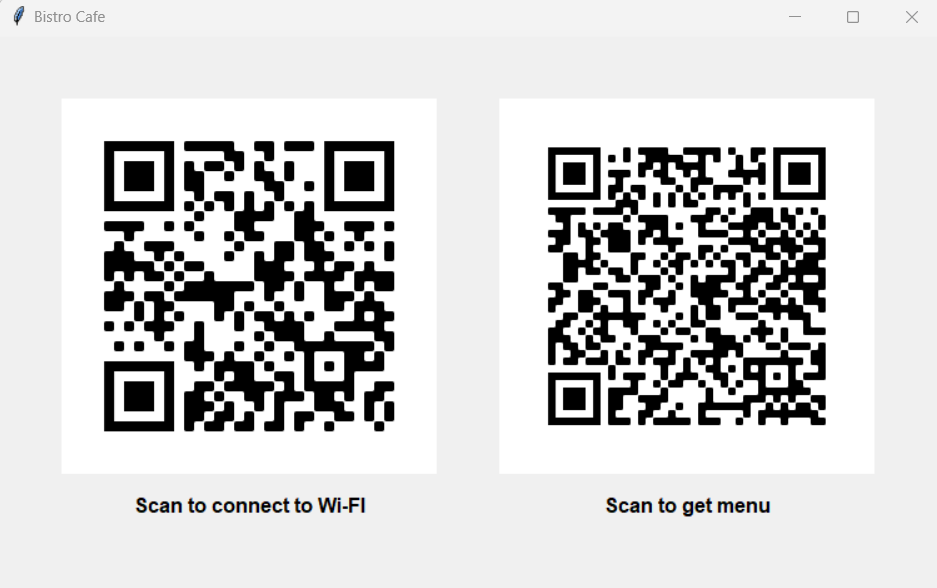 Bistro Cafe
Scan to connect to Wi-FI
Scan to get menu